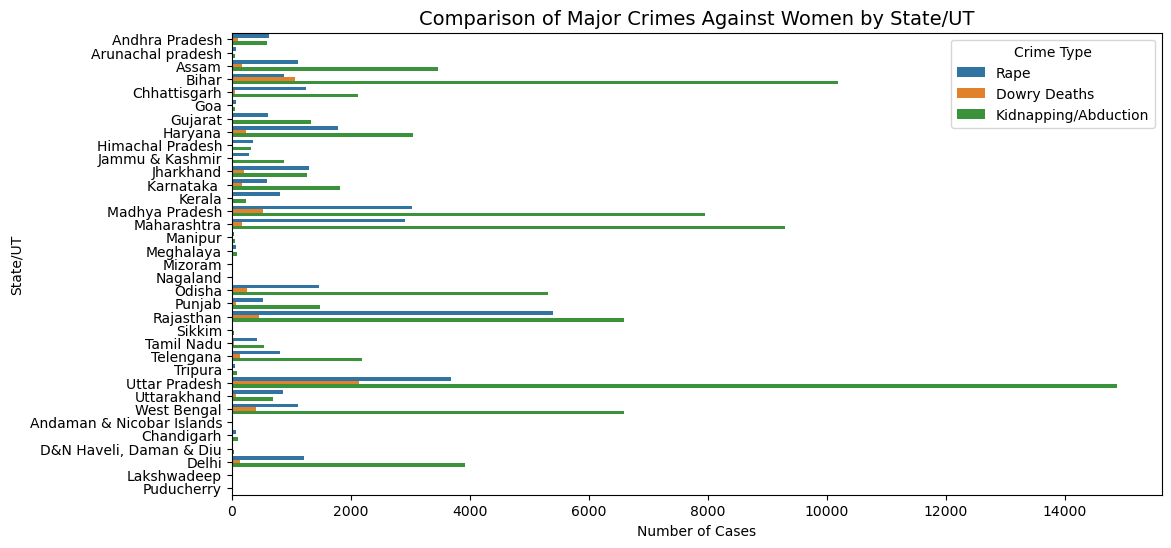 Comparison of Major Crimes Against Women by State/UT
Crime Type
Rape
Dowry Deaths
Kidnapping/Abduction
State/UT
Andhra Pradesh
Arunachal pradesh
Assam
Bihar
Chhattisgarh
Goa
Gujarat
Haryana
Himachal Pradesh
Jammu & Kashmir
Jharkhand
Karnataka
Kerala
Madhya Pradesh
Maharashtra
Manipur
Meghalaya
Mizoram
Nagaland
Odisha
Punjab
Rajasthan
Sikkim
Tamil Nadu
Telengana
Tripura
Uttar Pradesh
Uttarakhand
West Bengal
Andaman & Nicobar Islands
Chandigarh
D&N Haveli, Daman & Diu
Delhi
Lakshwadeep
Puducherry
0 2000 4000 6000 8000 10000 12000 14000
Number of Cases